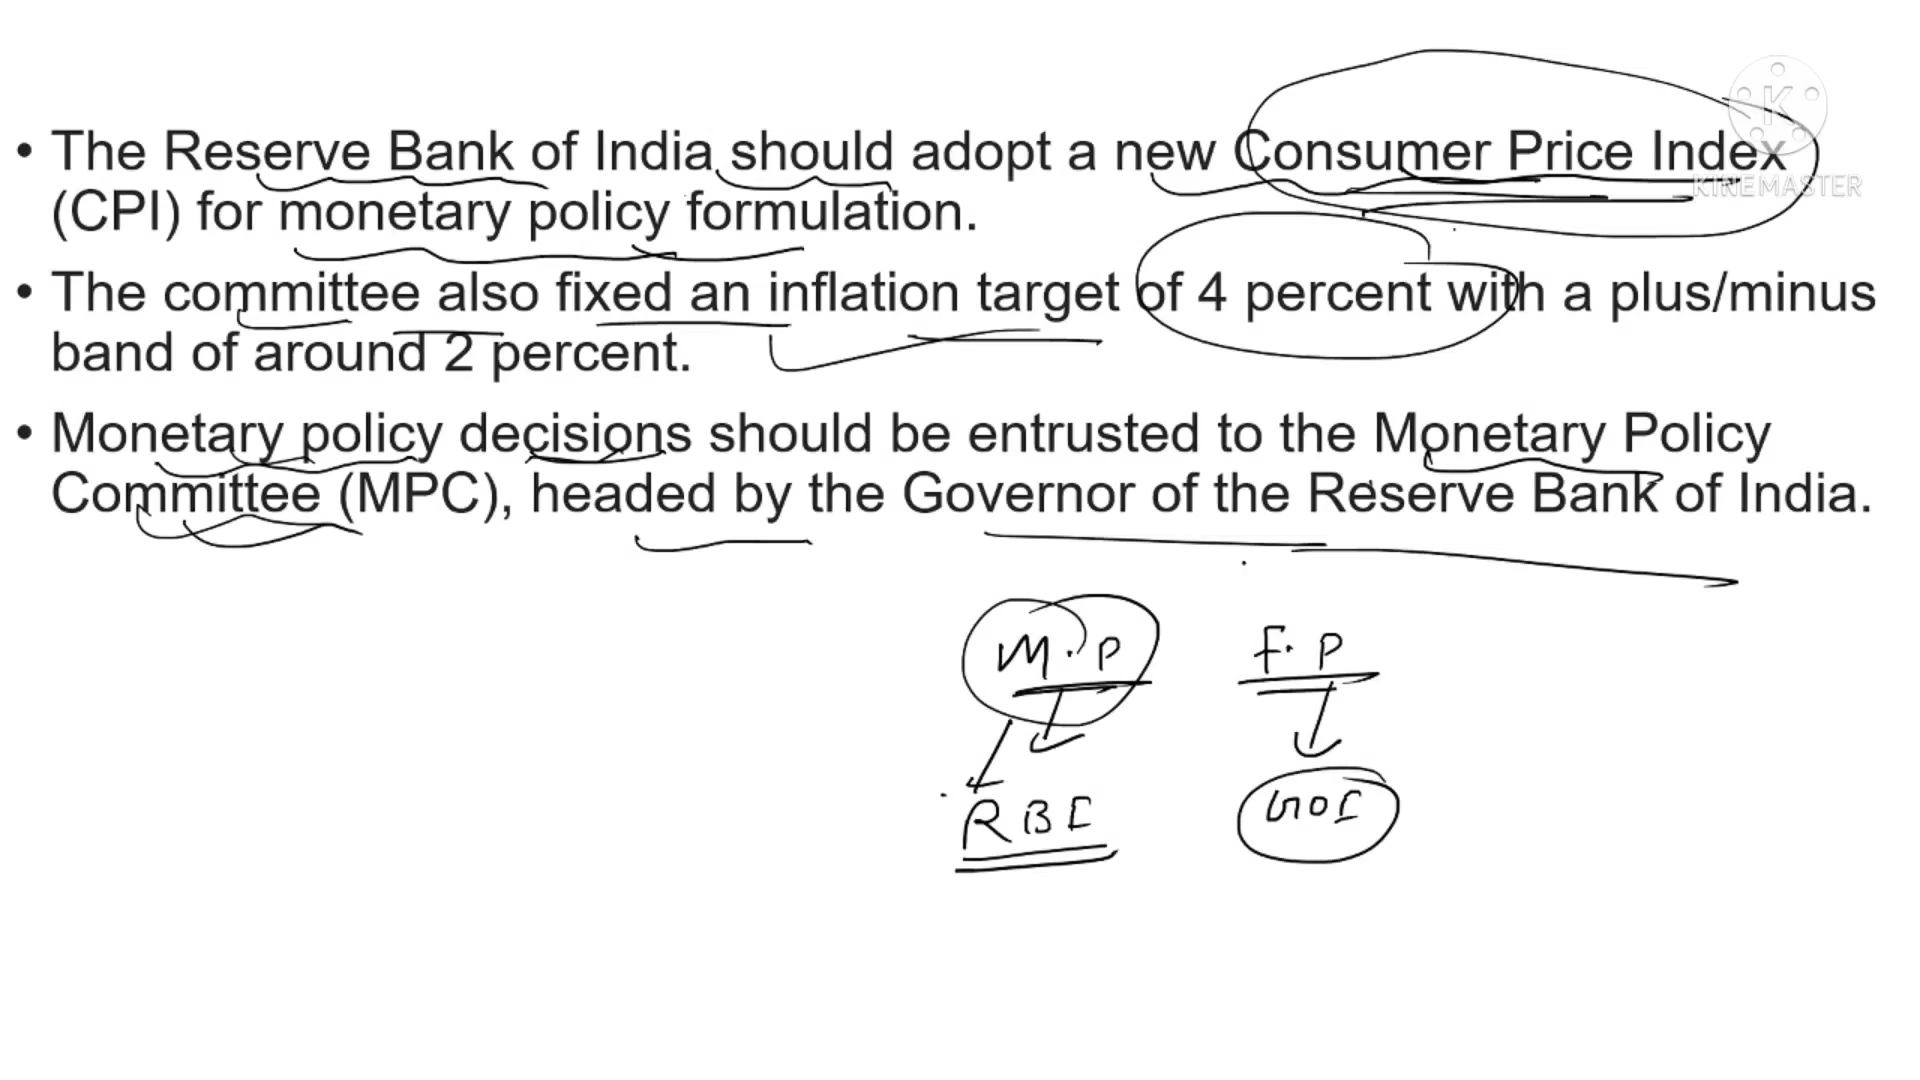 • The Reserve Bank of India should adopt a new Consumer Price Index
(CPI) for monetary policy formulation.
• The committee also fixed an inflation target of 4 percent with a plus/minus
band of around 2 percent.
• Monetary policy decisions should be entrusted to the Monetary Policy
Committee (MPC), headed by the Governor of the Reserve Bank of India.
M.P F.P
RBI GOI
K
KINEMASTER